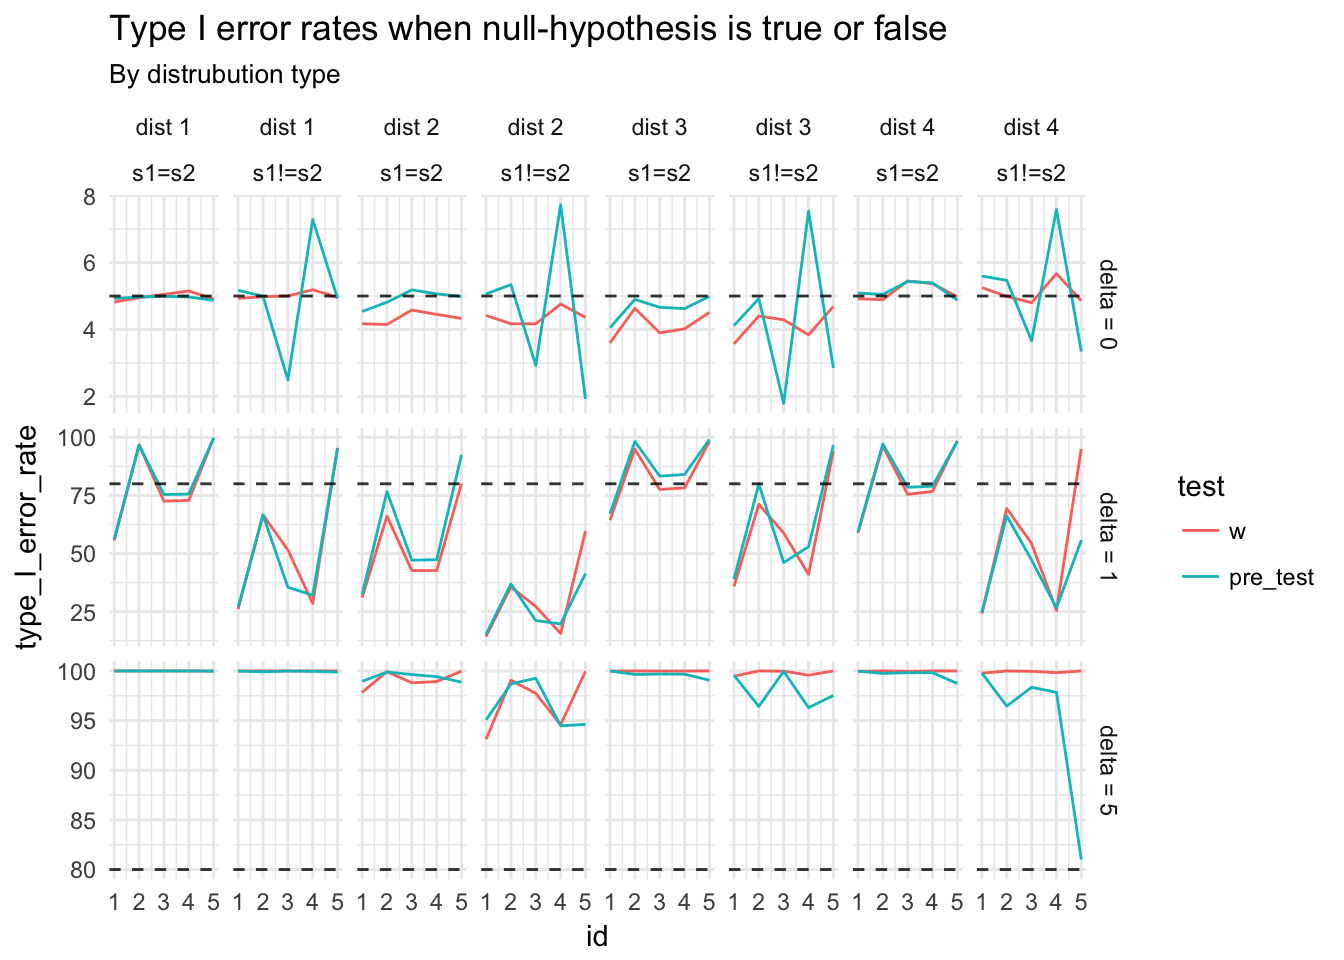 Type I error rates when null-hypothesis is true or false
By distrubution type
dist 1 dist 1 dist 2 dist 2 dist 3 dist 3 dist 4 dist 4
s1=s2 s1!=s2 s1=s2 s1!=s2 s1=s2 s1!=s2 s1=s2 s1!=s2
8
6
4
2
delta = 0
100
75
50
25
delta = 1
100
95
90
85
80
delta = 5
type_I_error_rate
1 2 3 4 5 1 2 3 4 5 1 2 3 4 5 1 2 3 4 5 1 2 3 4 5 1 2 3 4 5 1 2 3 4 5 1 2 3 4 5
id
test
w
pre_test